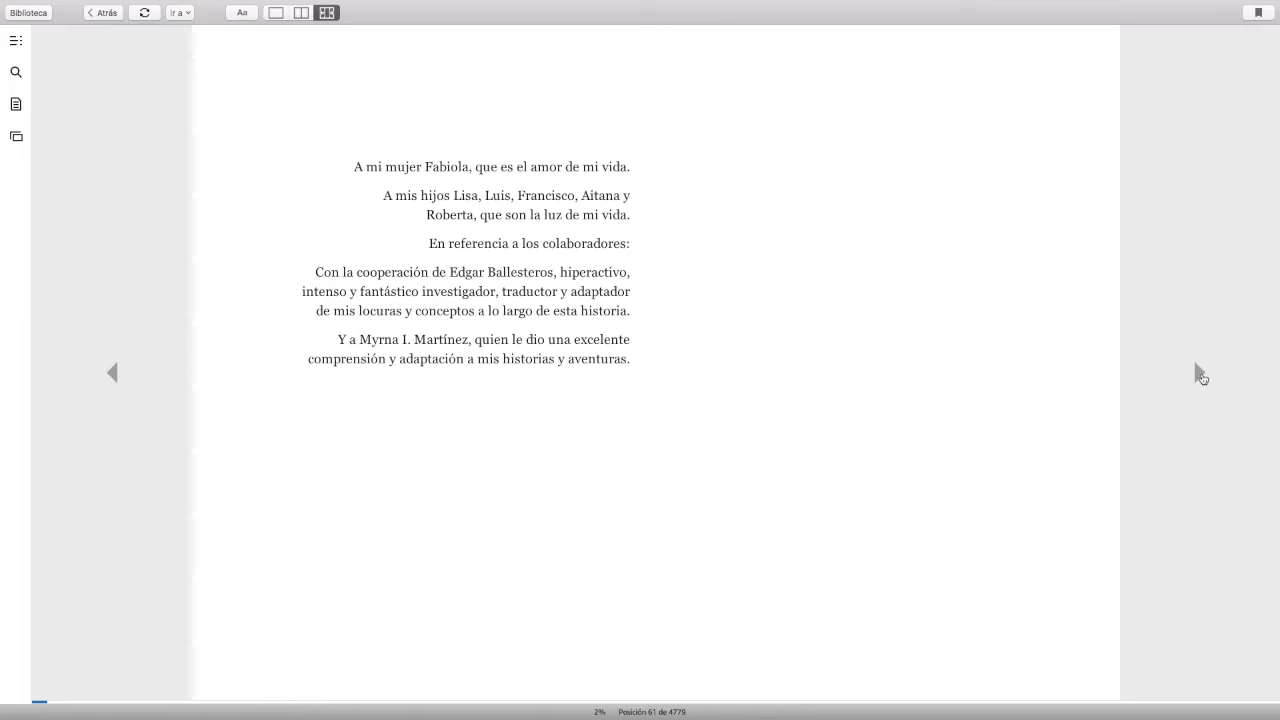 Biblioteca
Atrás
Ir a
Aa
A mi mujer Fabiola, que es el amor de mi vida.
A mis hijos Lisa, Luis, Francisco, Aitana y
Roberta, que son la luz de mi vida.
En referencia a los colaboradores:
Con la cooperación de Edgar Ballesteros, hiperactivo,
intenso y fantástico investigador, traductor y adaptador
de mis locuras y conceptos a lo largo de esta historia.
Y a Myrna I. Martínez, quien le dio una excelente
comprensión y adaptación a mis historias y aventuras.
2% Posición 61 de 4779